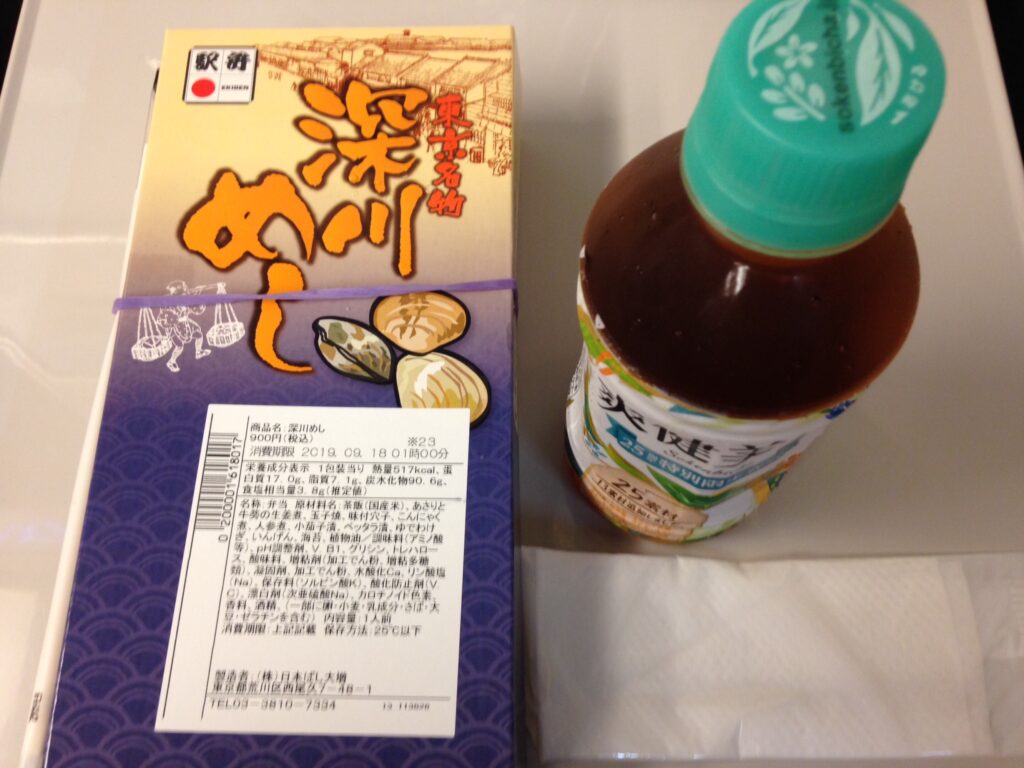 駅弁
EKIBEN
東京名物
深川
めし
商品名:深川めし
900円(税込) ※23
消費期限 2019. 09. 18 01時00分
栄養成分表示 1包装当り 熱量517kcal、蛋
白質17. 0g、脂質7. 1g、炭水化物90. 6g、
食塩相当量3. 8g(推定値)
名称:弁当 原材料名:茶飯(国産米)、あさりと
牛蒡の生姜煮、玉子焼、味付穴子、こんにゃく
煮、人参煮、小茄子漬、べッタラ漬、ゆでわけ
ぎ、いんげん、海苔、植物油/調味料(アミノ酸
等)、pH調整剤、V. B1、グリシン、トレハロー
ス、酸味料、増粘剤(加工でん粉、増粘多糖
類)、凝固剤、加工でん粉、水酸化Ca、リン酸塩
(Na)、保存料(ソルビン酸K)、酸化防止剤(V.
C)、漂白剤(次亜硫酸Na)、カロチノイド色素、
香料、酒精、(一部に卵・小麦・乳成分・さば・大
豆・ゼラチンを含む) 内容量:1人前
消費期限:上記記載 保存方法:25℃以下
製造者:(株)日本ばし大増
東京都荒川区西尾久7-48-1
TEL03-3810-7334
0200001618017
sokenbicha.jp
爽健美
25素材